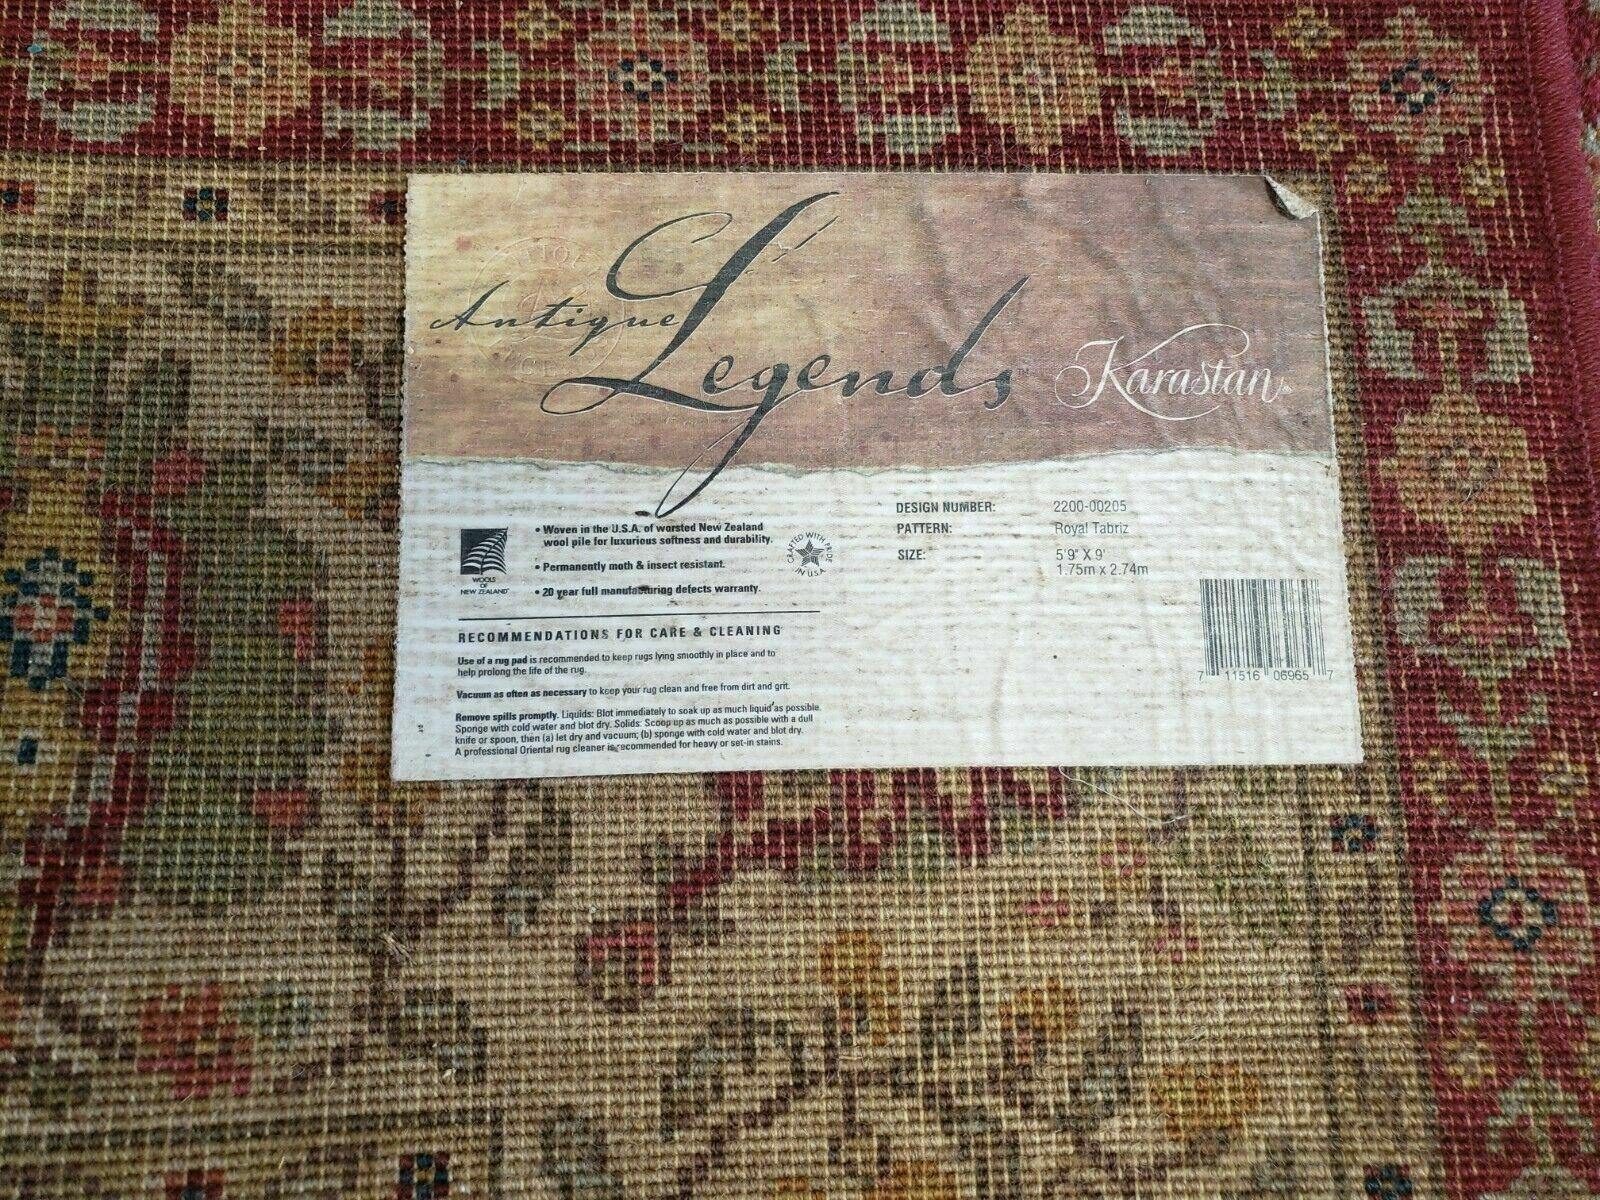 Antique Legends™
Karastan®
WOOLS
OF
NEW ZEALAND
• Woven in the U.S.A. of worsted New Zealand
wool pile for luxurious softness and durability.
• Permanently moth & insect resistant.
• 20 year full manufacturing defects warranty.
CRAFTED WITH PRIDE
IN U.S.A.
DESIGN NUMBER: 2200-00205
PATTERN: Royal Tabriz
SIZE: 5'9" X 9'
1.75m x 2.74m
RECOMMENDATIONS FOR CARE & CLEANING
Use of a rug pad is recommended to keep rugs lying smoothly in place and to
help prolong the life of the rug.
Vacuum as often as necessary to keep your rug clean and free from dirt and grit.
Remove spills promptly. Liquids: Blot immediately to soak up as much liquid as possible.
Sponge with cold water and blot dry. Solids: Scoop up as much as possible with a dull
knife or spoon, then (a) let dry and vacuum; (b) sponge with cold water and blot dry.
A professional Oriental rug cleaner is recommended for heavy or set-in stains.
7 11516 06965 7